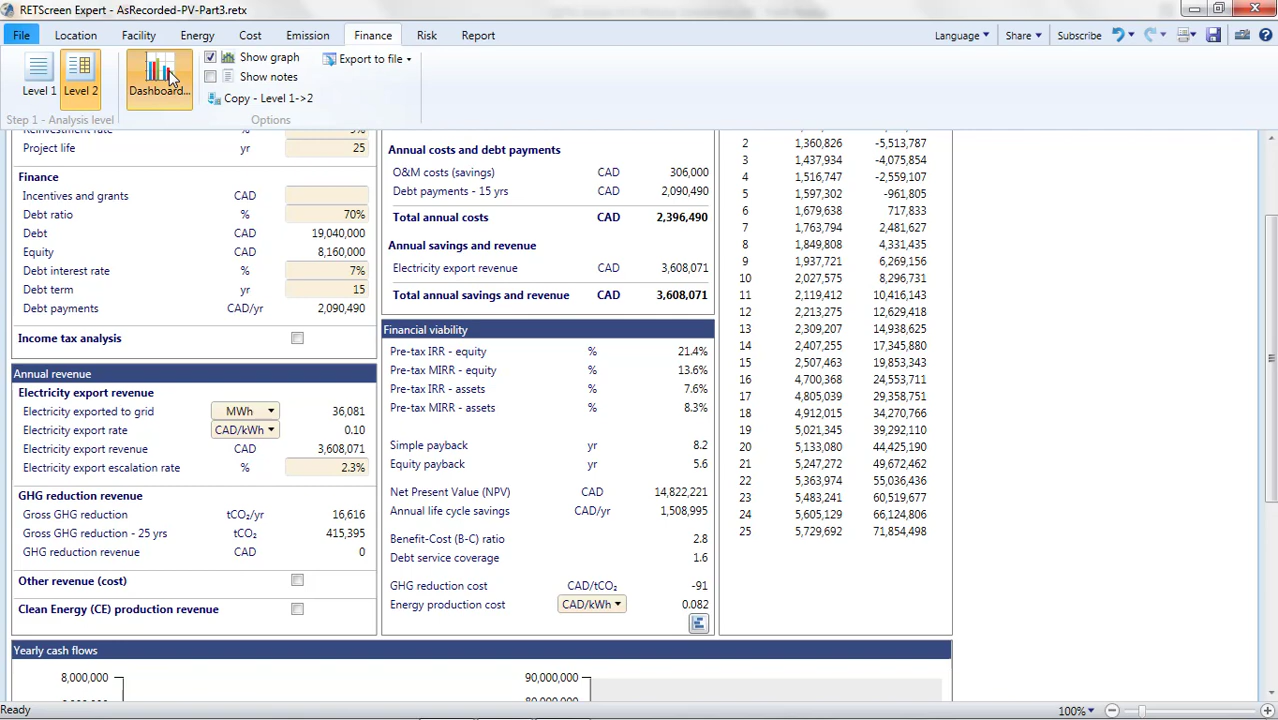 RETScreen Expert - AsRecorded-PV-Part3.retx
File Location Facility Energy Cost Emission Finance Risk Report Language Share Subscribe
Level 1 Level 2 Dashboard...
Show graph
Show notes
Copy - Level 1->2
Export to file
Step 1 - Analysis level Options
Reinvestment rate % 9%
Project life yr 25
Finance
Incentives and grants CAD
Debt ratio % 70%
Debt CAD 19,040,000
Equity CAD 8,160,000
Debt interest rate % 7%
Debt term yr 15
Debt payments CAD/yr 2,090,490
Income tax analysis
Annual revenue
Electricity export revenue
Electricity exported to grid MWh 36,081
Electricity export rate CAD/kWh 0.10
Electricity export revenue CAD 3,608,071
Electricity export escalation rate % 2.3%
GHG reduction revenue
Gross GHG reduction tCO₂/yr 16,616
Gross GHG reduction - 25 yrs tCO₂ 415,395
GHG reduction revenue CAD 0
Other revenue (cost)
Clean Energy (CE) production revenue
Annual costs and debt payments
O&M costs (savings) CAD 306,000
Debt payments - 15 yrs CAD 2,090,490
Total annual costs CAD 2,396,490
Annual savings and revenue
Electricity export revenue CAD 3,608,071
Total annual savings and revenue CAD 3,608,071
Financial viability
Pre-tax IRR - equity % 21.4%
Pre-tax MIRR - equity % 13.6%
Pre-tax IRR - assets % 7.6%
Pre-tax MIRR - assets % 8.3%
Simple payback yr 8.2
Equity payback yr 5.6
Net Present Value (NPV) CAD 14,822,221
Annual life cycle savings CAD/yr 1,508,995
Benefit-Cost (B-C) ratio 2.8
Debt service coverage 1.6
GHG reduction cost CAD/tCO₂ -91
Energy production cost CAD/kWh 0.082
2 1,360,826 -5,513,787
3 1,437,934 -4,075,854
4 1,516,747 -2,559,107
5 1,597,302 -961,805
6 1,679,638 717,833
7 1,763,794 2,481,627
8 1,849,808 4,331,435
9 1,937,721 6,269,156
10 2,027,575 8,296,731
11 2,119,412 10,416,143
12 2,213,275 12,629,418
13 2,309,207 14,938,625
14 2,407,255 17,345,880
15 2,507,463 19,853,343
16 4,700,368 24,553,711
17 4,805,039 29,358,751
18 4,912,015 34,270,766
19 5,021,345 39,292,110
20 5,133,080 44,425,190
21 5,247,272 49,672,462
22 5,363,974 55,036,436
23 5,483,241 60,519,677
24 5,605,129 66,124,806
25 5,729,692 71,854,498
Yearly cash flows
8,000,000 90,000,000
Ready 100%